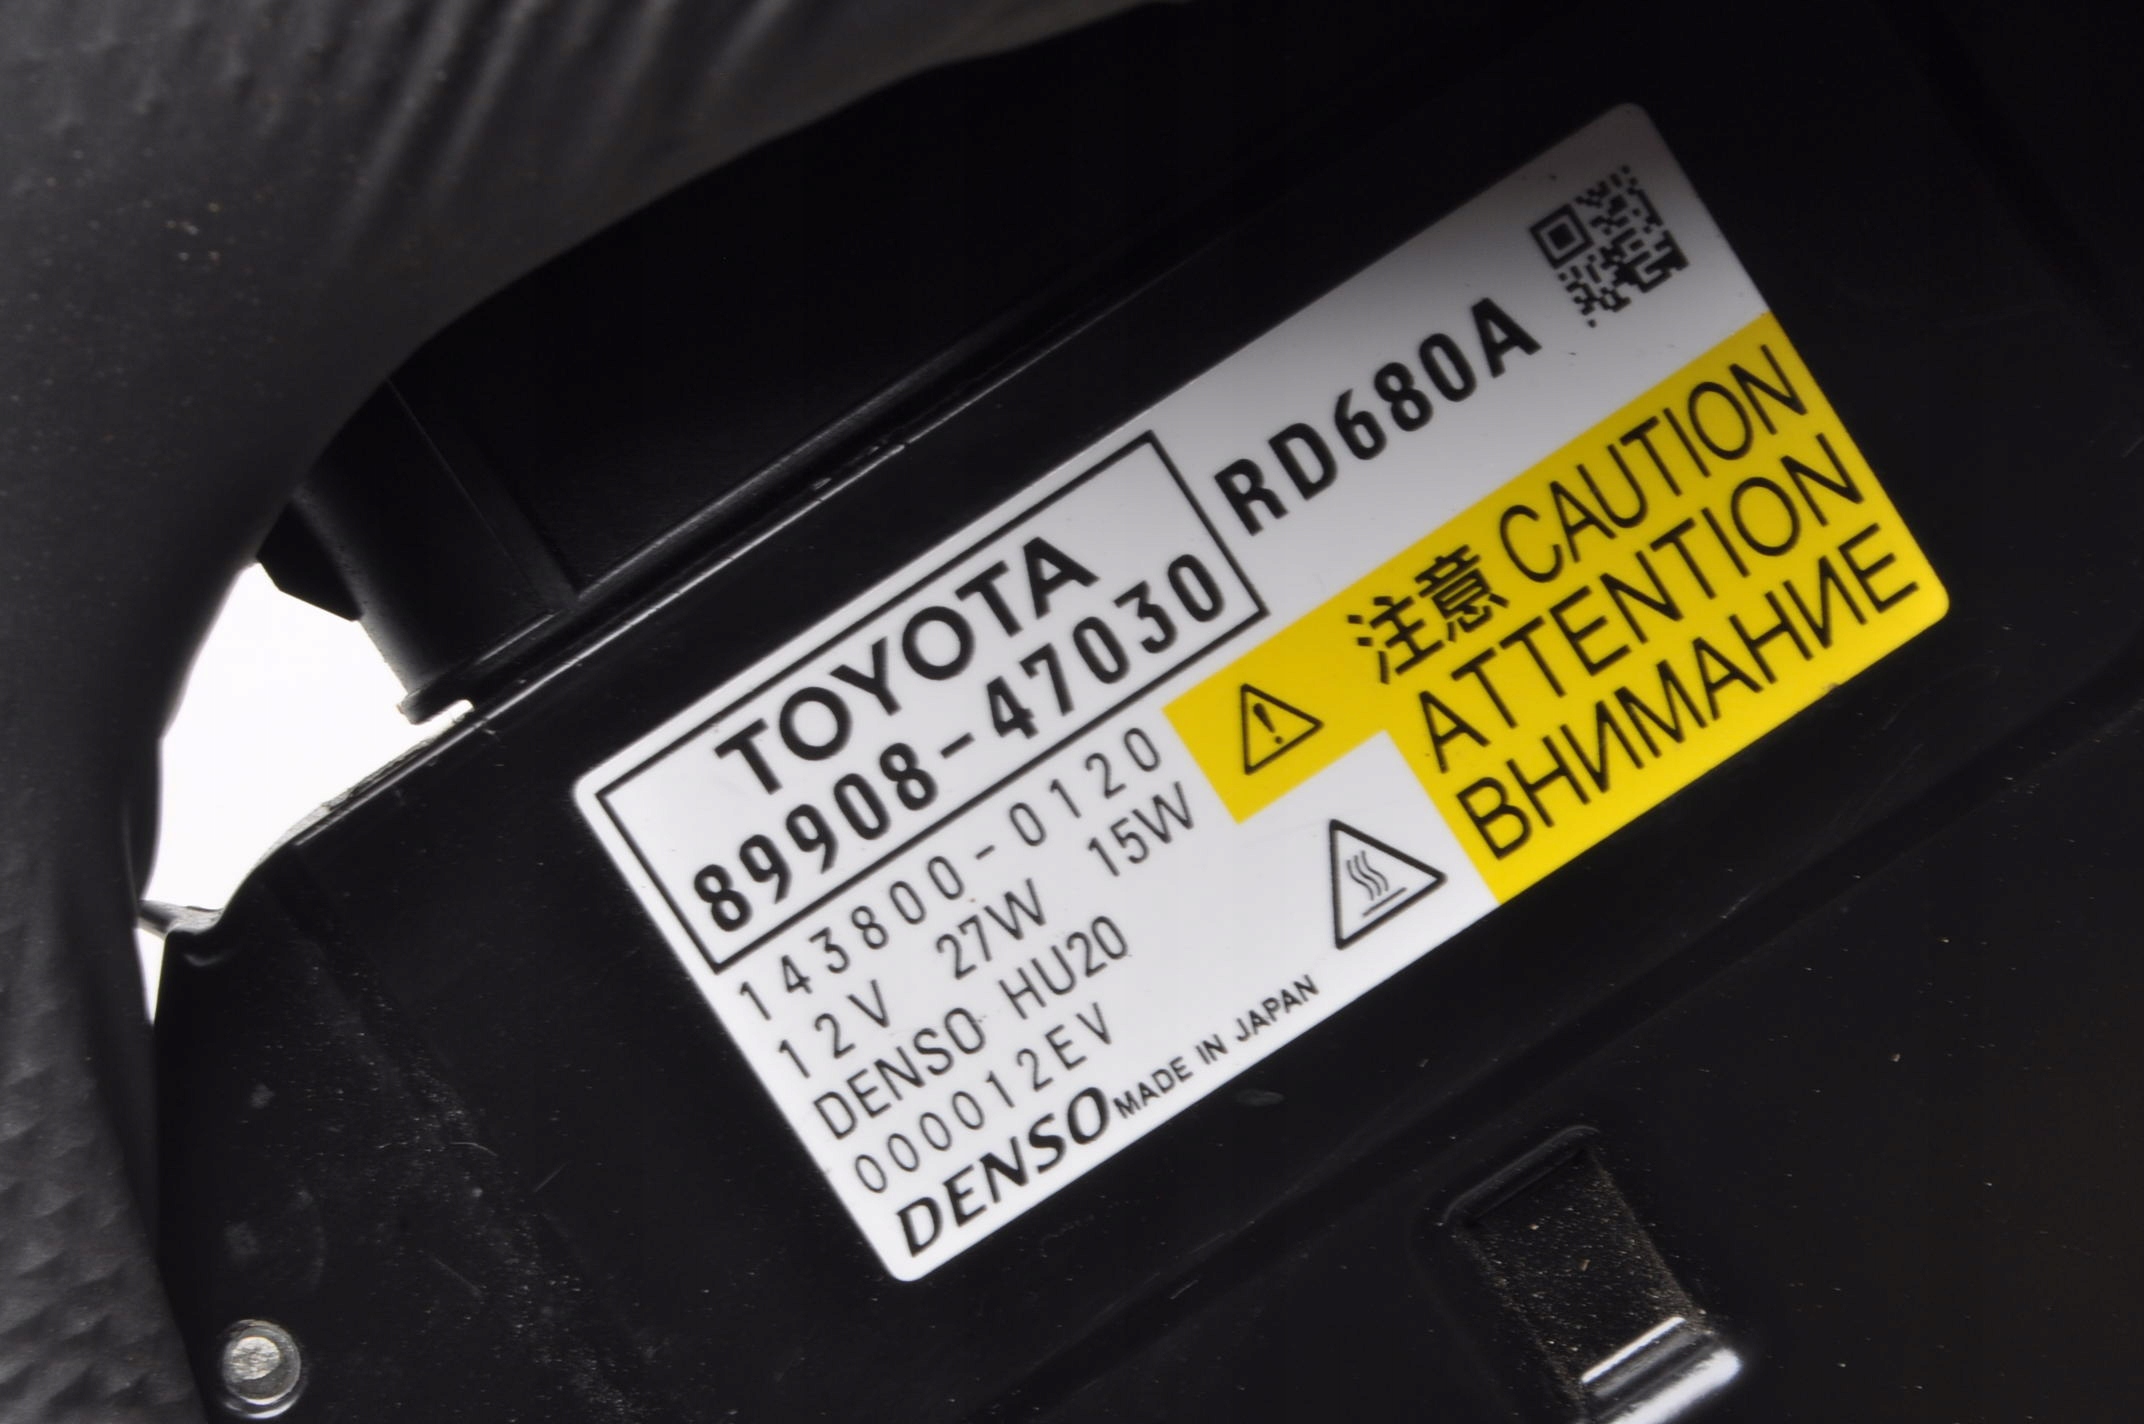 TOYOTA
89908-47030
RD680A
143800-0120
12V 27W 15W
DENSO HU20
00012EV
DENSO MADE IN JAPAN
注意 CAUTION
ATTENTION
ВНИМАНИЕ